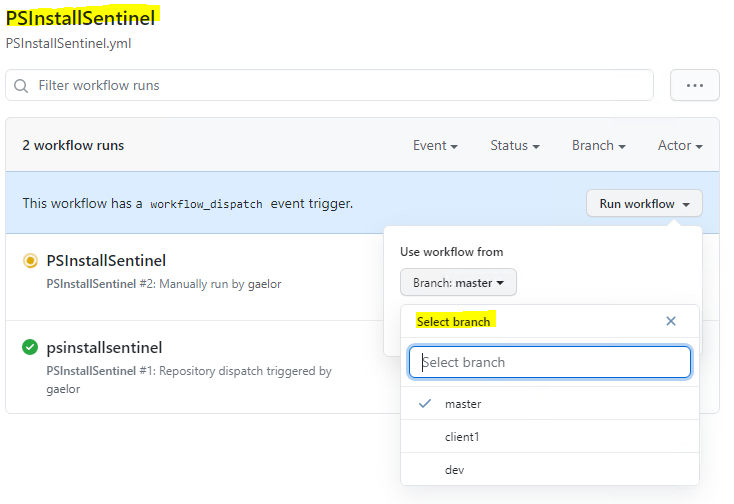 PSInstallSentinel
PSInstallSentinel.yml
Filter workflow runs
2 workflow runs
Event
Status
Branch
Actor
This workflow has a workflow_dispatch event trigger.
Run workflow
Use workflow from
Branch: master
Select branch
Select branch
master
client1
dev
PSInstallSentinel
PSInstallSentinel #2: Manually run by gaelor
psinstallsentinel
PSInstallSentinel #1: Repository dispatch triggered by
gaelor